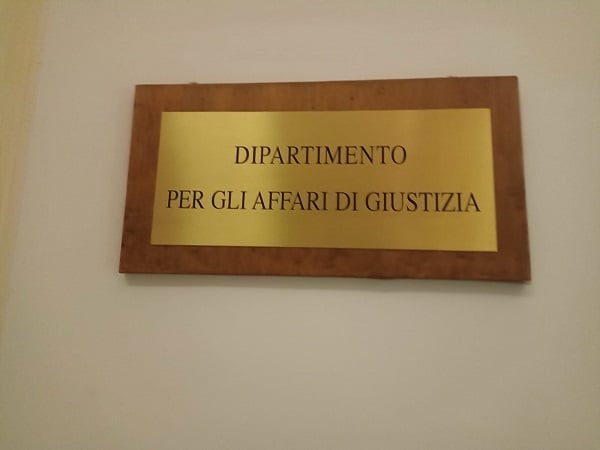 DIPARTIMENTO
PER GLI AFFARI DI GIUSTIZIA